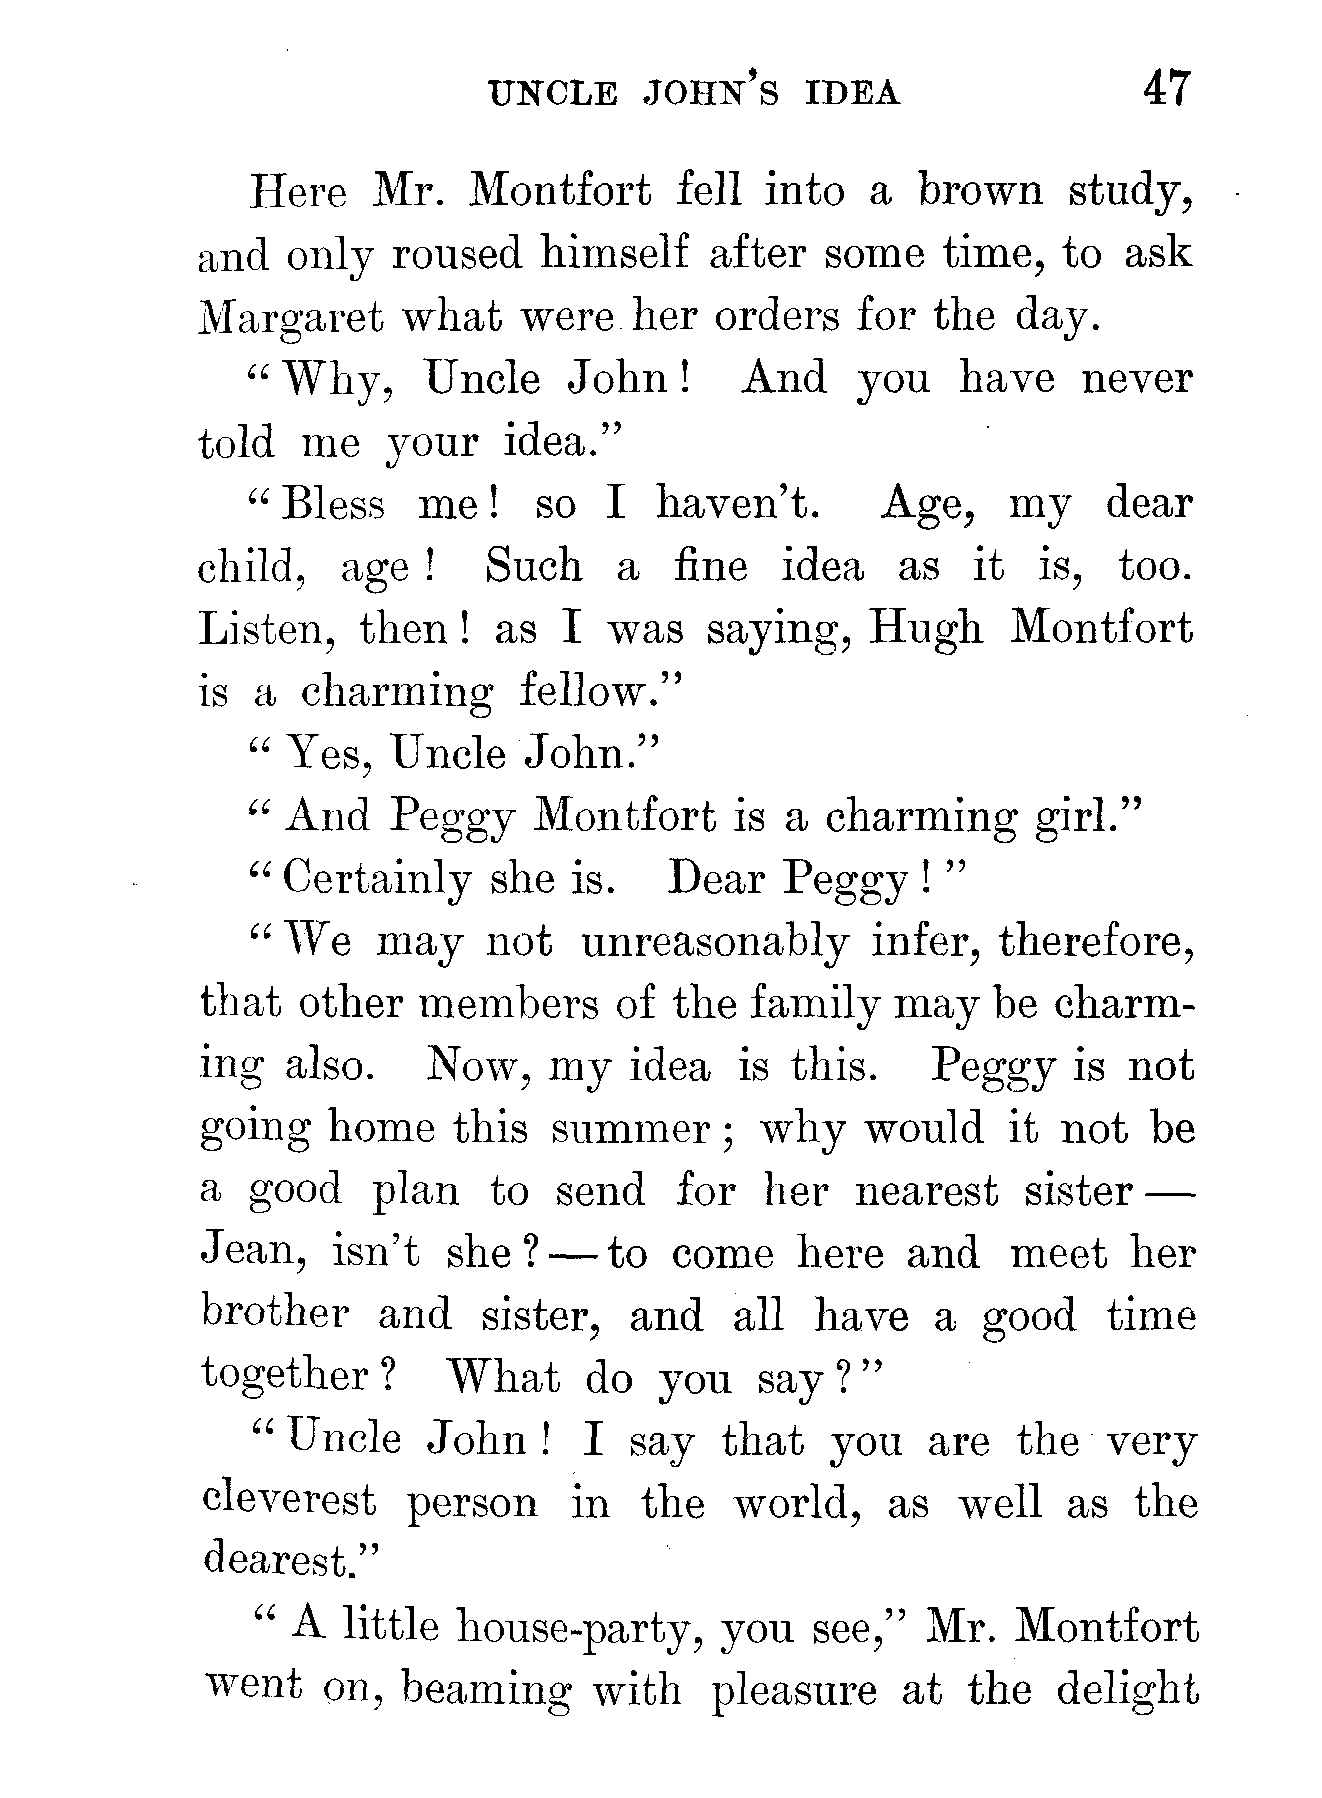 UNCLE JOHN'S IDEA 47
Here Mr. Montfort fell into a brown study,
and only roused himself after some time, to ask
Margaret what were her orders for the day.
"Why, Uncle John! And you have never
told me your idea."
"Bless me! so I haven't. Age, my dear
child, age! Such a fine idea as it is, too.
Listen, then! as I was saying, Hugh Montfort
is a charming fellow."
"Yes, Uncle John."
"And Peggy Montfort is a charming girl."
"Certainly she is. Dear Peggy!"
"We may not unreasonably infer, therefore,
that other members of the family may be charm-
ing also. Now, my idea is this. Peggy is not
going home this summer; why would it not be
a good plan to send for her nearest sister —
Jean, isn't she? — to come here and meet her
brother and sister, and all have a good time
together? What do you say?"
"Uncle John! I say that you are the very
cleverest person in the world, as well as the
dearest."
"A little house-party, you see," Mr. Montfort
went on, beaming with pleasure at the delight